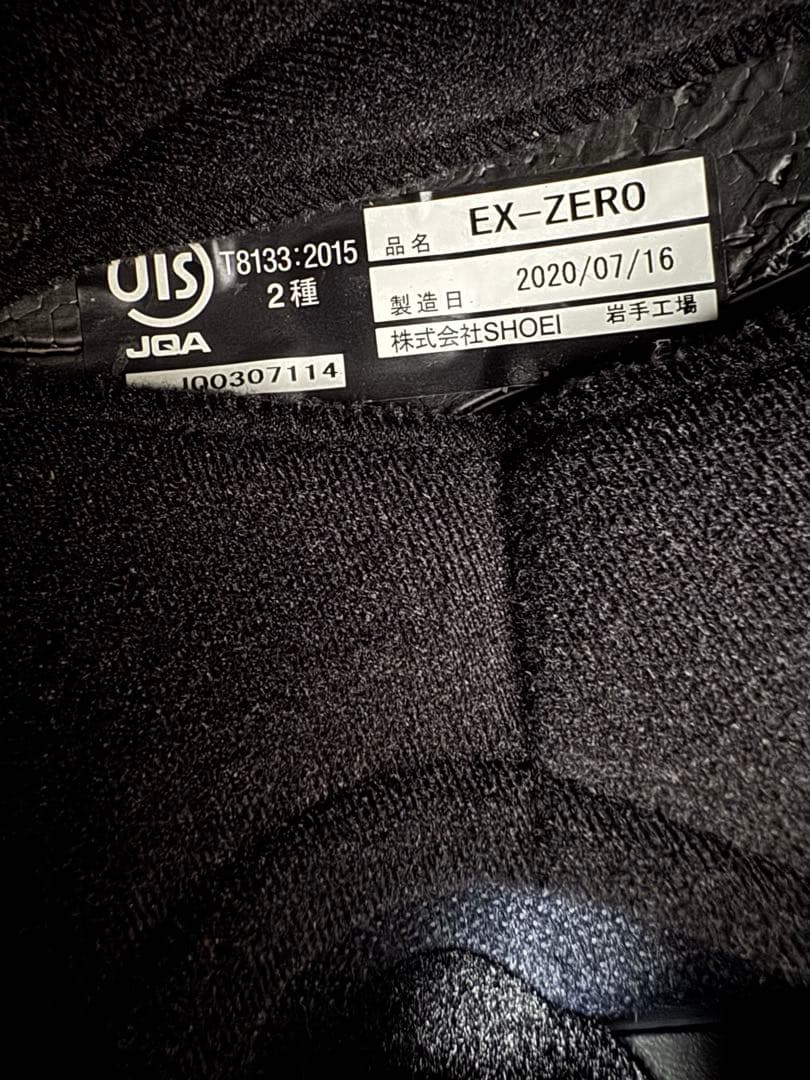 JIS T8133:2015
2種
JQA
JQ0307114
品名 EX-ZERO
製造日 2020/07/16
株式会社SHOEI 岩手工場